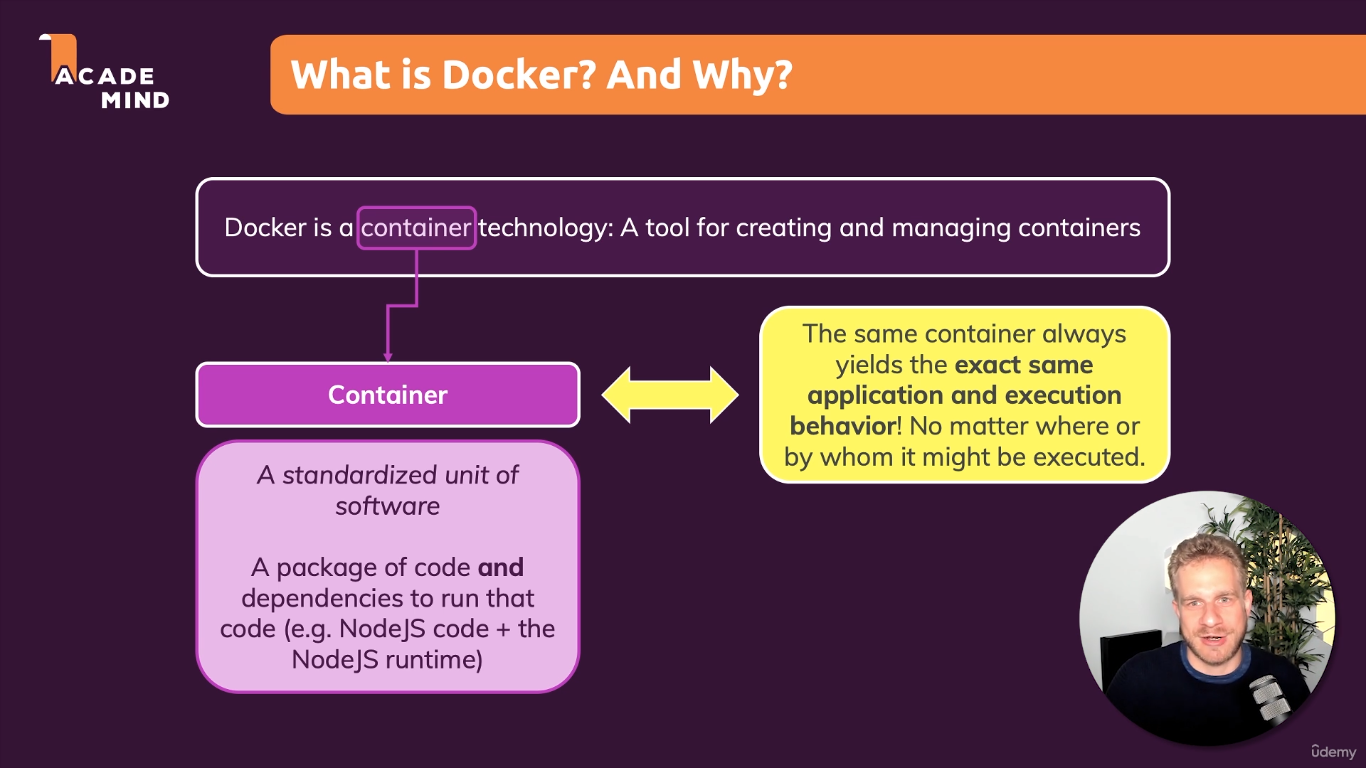 ACADE
MIND
What is Docker? And Why?
Docker is a container technology: A tool for creating and managing containers
Container
The same container always
yields the exact same
application and execution
behavior! No matter where or
by whom it might be executed.
A standardized unit of
software
A package of code and
dependencies to run that
code (e.g. NodeJS code + the
NodeJS runtime)
ûdemy